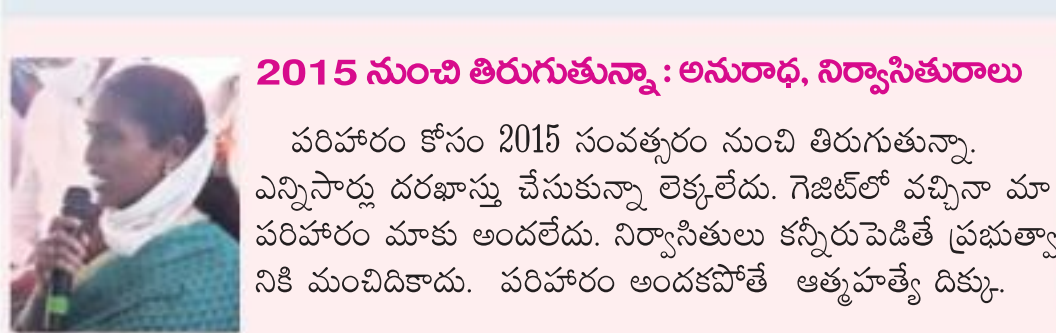 2015 నుంచి తిరుగుతున్నా : అనురాధ, నిర్వాసితురాలు
పరిహారం కోసం 2015 సంవత్సరం నుంచి తిరుగుతున్నా.
ఎన్నిసార్లు దరఖాస్తు చేసుకున్నా లెక్కలేదు. గెజిట్‌లో వచ్చినా మా
పరిహారం మాకు అందలేదు. నిర్వాసితులు కన్నీరుపెడితే ప్రభుత్వా
నికి మంచిదికాదు. పరిహారం అందకపోతే ఆత్మహత్యే దిక్కు.